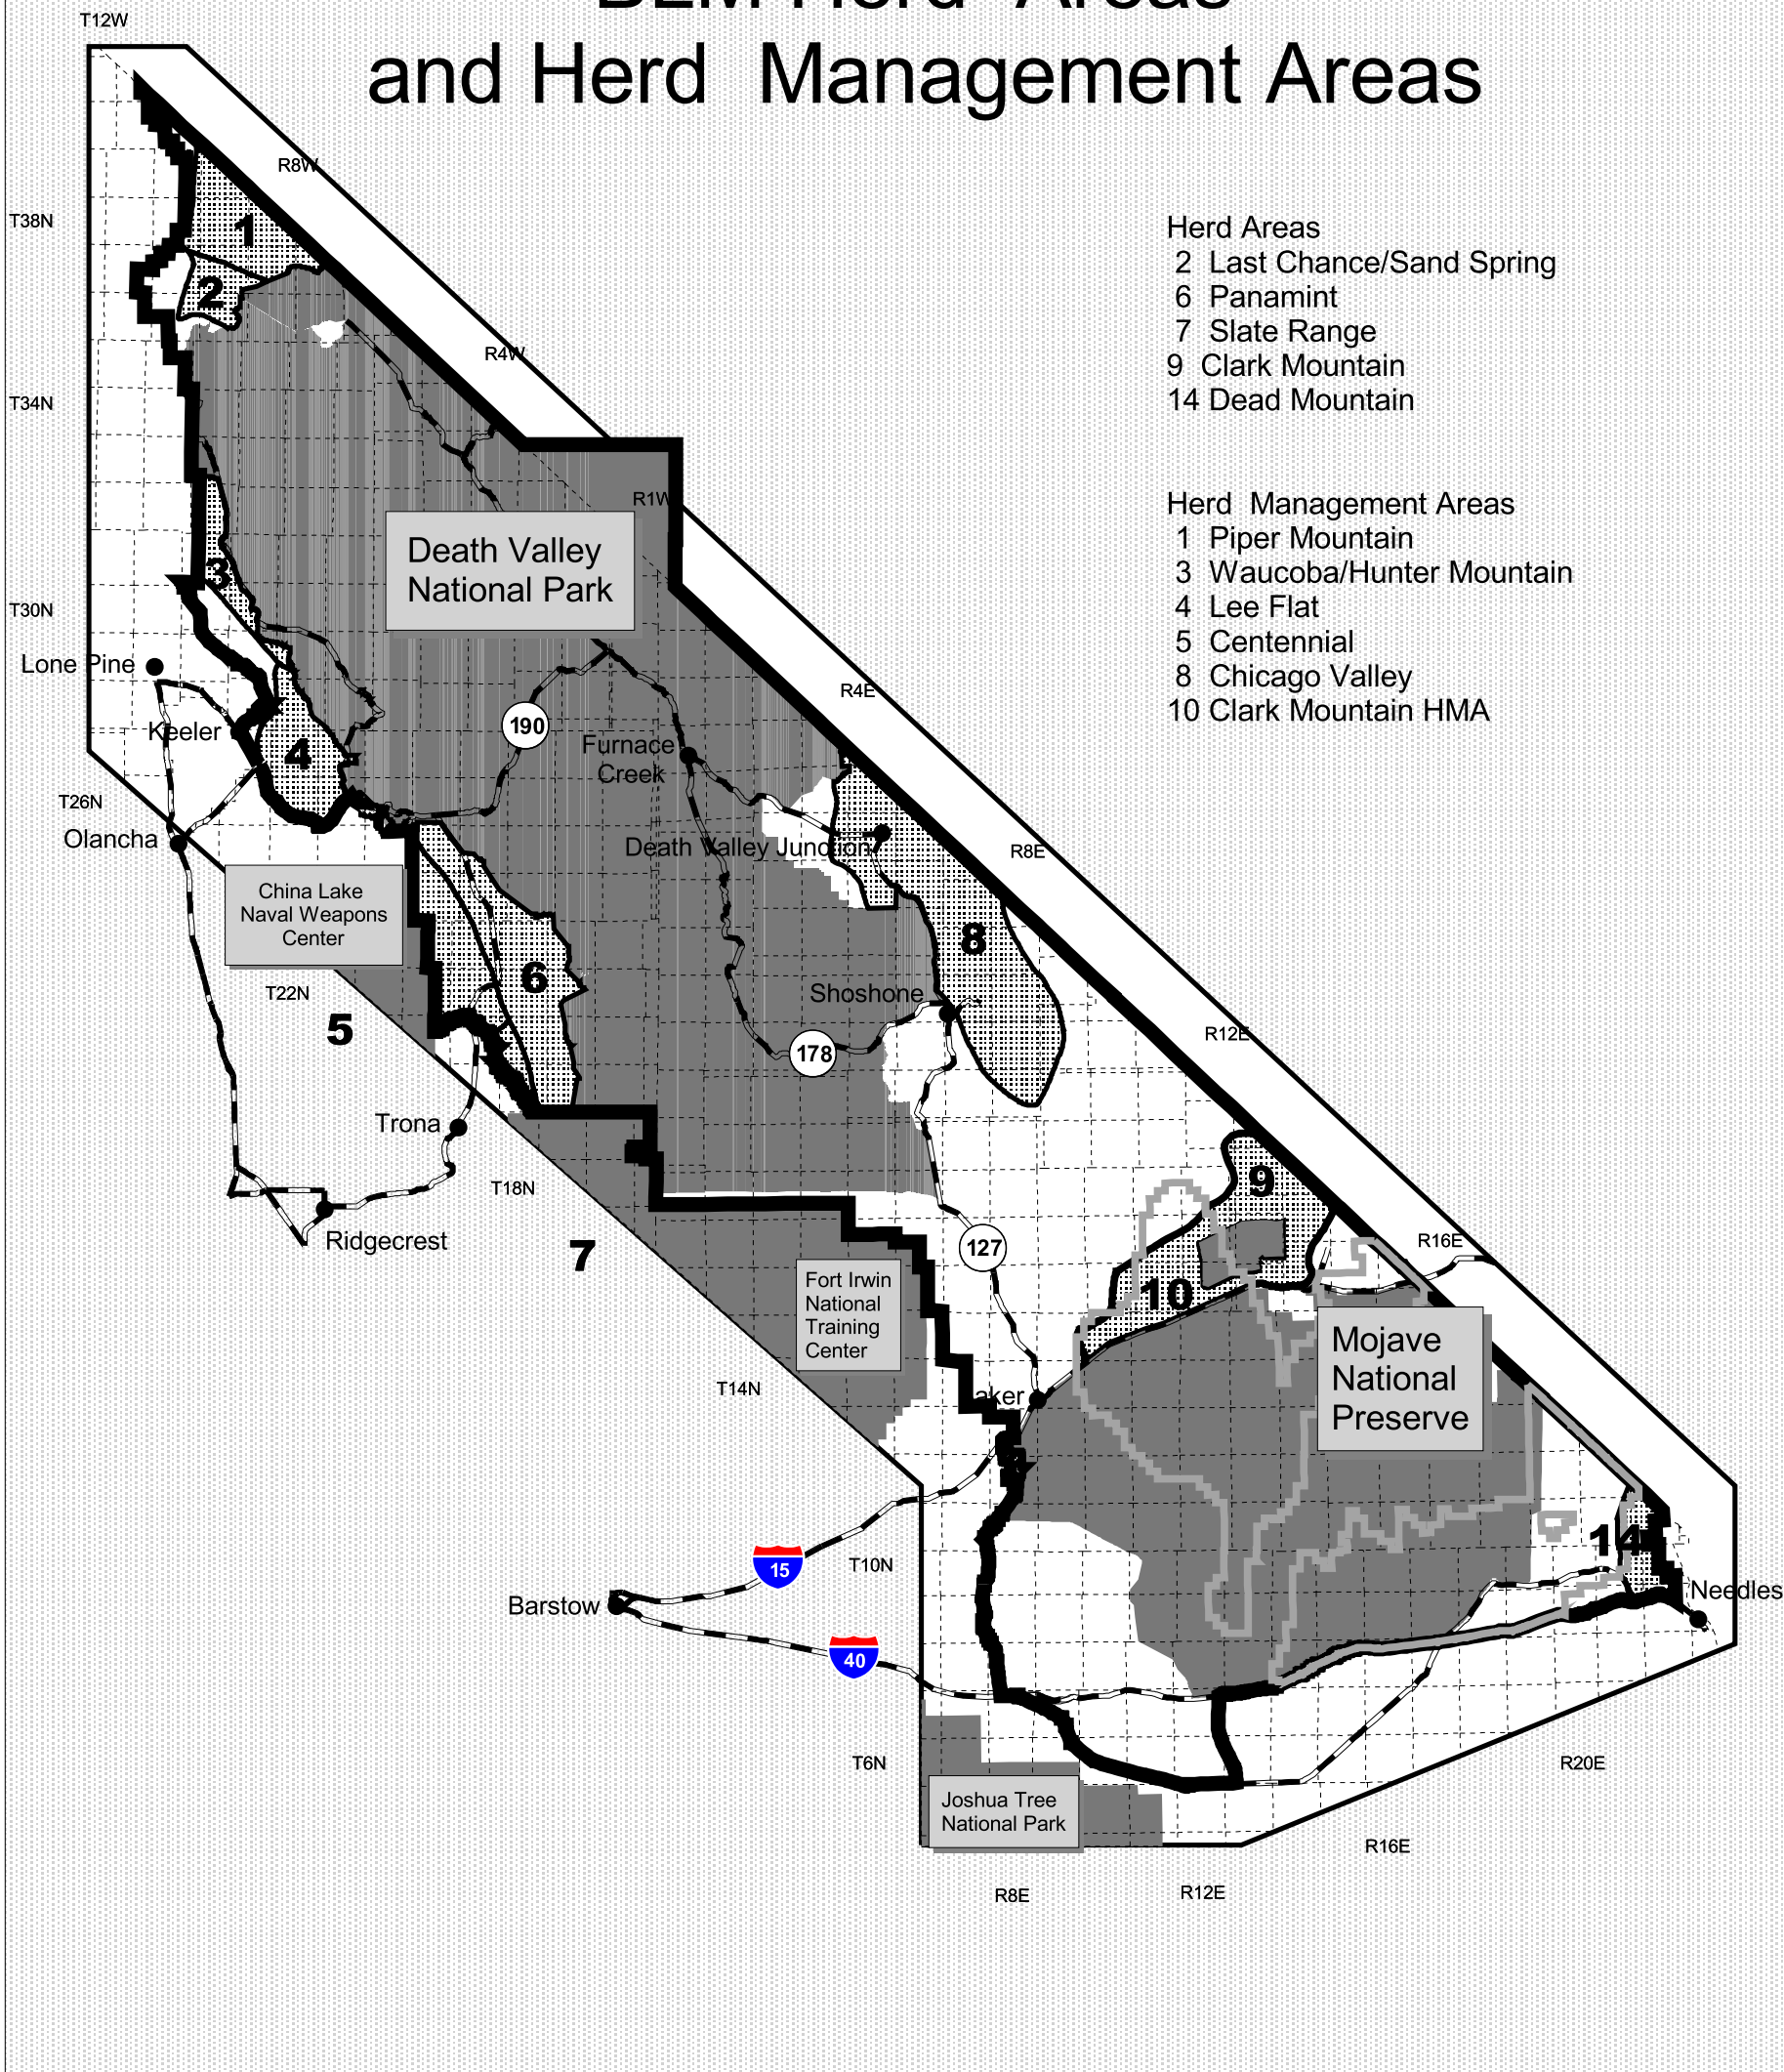 T12W
BLM Herd Areas
and Herd Management Areas
R8W
T38N
Herd Areas
2 Last Chance/Sand Spring
6 Panamint
7 Slate Range
9 Clark Mountain
14 Dead Mountain
1
2
R4W
T34N
R1W
Herd Management Areas
1 Piper Mountain
3 Waucoba/Hunter Mountain
4 Lee Flat
5 Centennial
8 Chicago Valley
10 Clark Mountain HMA
Death Valley
National Park
3
T30N
Lone Pine
R4E
Keeler
190
Furnace
Creek
4
T26N
Olancha
Death Valley Junction
R8E
China Lake
Naval Weapons
Center
8
6
T22N
Shoshone
5
R12E
178
Trona
T18N
9
Ridgecrest
7
127
R16E
Fort Irwin
National
Training
Center
10
Mojave
National
Preserve
T14N
aker
14
15
T10N
Needles
Barstow
40
T6N
R20E
Joshua Tree
National Park
R16E
R8E
R12E